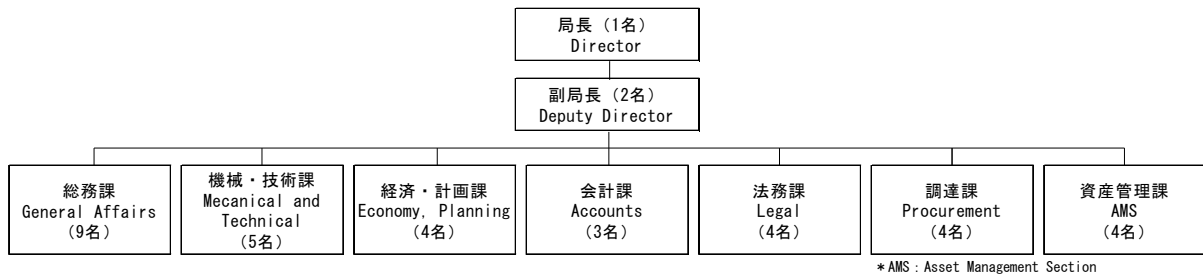 局長（1名）
Director
副局長（2名）
Deputy Director
総務課
General Affairs
（9名）
機械・技術課
Mecanical and
Technical
（5名）
経済・計画課
Economy, Planning
（4名）
会計課
Accounts
（3名）
法務課
Legal
（4名）
調達課
Procurement
（4名）
資産管理課
AMS
（4名）
＊AMS：Asset Management Section